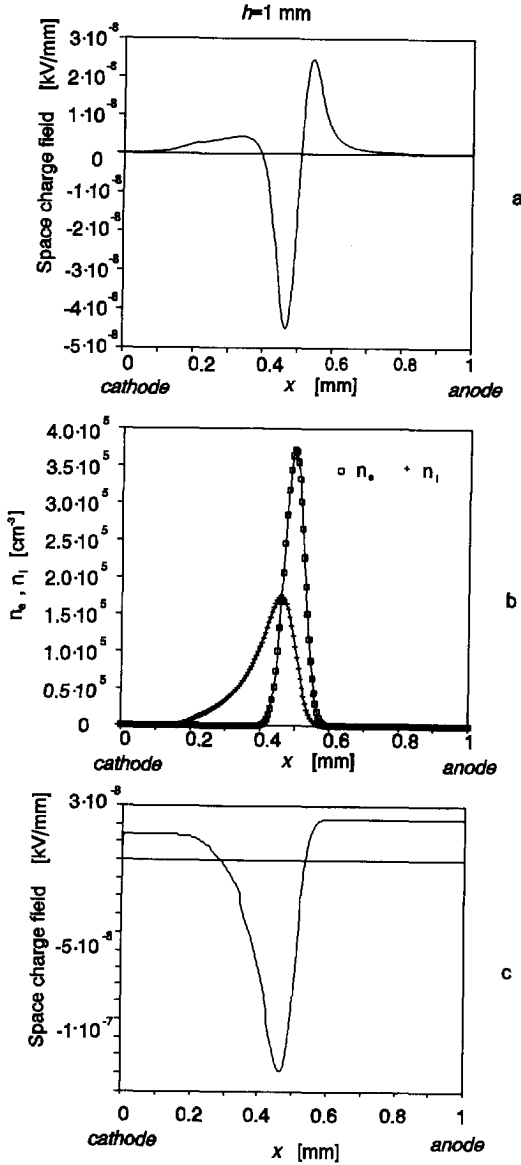 h=1 mm
Space charge field [kV/mm]
3·10⁻⁸
2·10⁻⁸
1·10⁻⁸
0
-1·10⁻⁸
-2·10⁻⁸
-3·10⁻⁸
-4·10⁻⁸
-5·10⁻⁸
0 0.2 0.4 0.6 0.8 1
cathode x [mm] anode
a
nₑ , nᵢ [cm⁻³]
4.0·10⁵
3.5·10⁵
3.0·10⁵
2.5·10⁵
2.0·10⁵
1.5·10⁵
1.0·10⁵
0.5·10⁵
0
nₑ nᵢ
0 0.2 0.4 0.6 0.8 1
cathode x [mm] anode
b
Space charge field [kV/mm]
3·10⁻⁸
-5·10⁻⁸
-1·10⁻⁷
0 0.2 0.4 0.6 0.8 1
cathode x [mm] anode
c